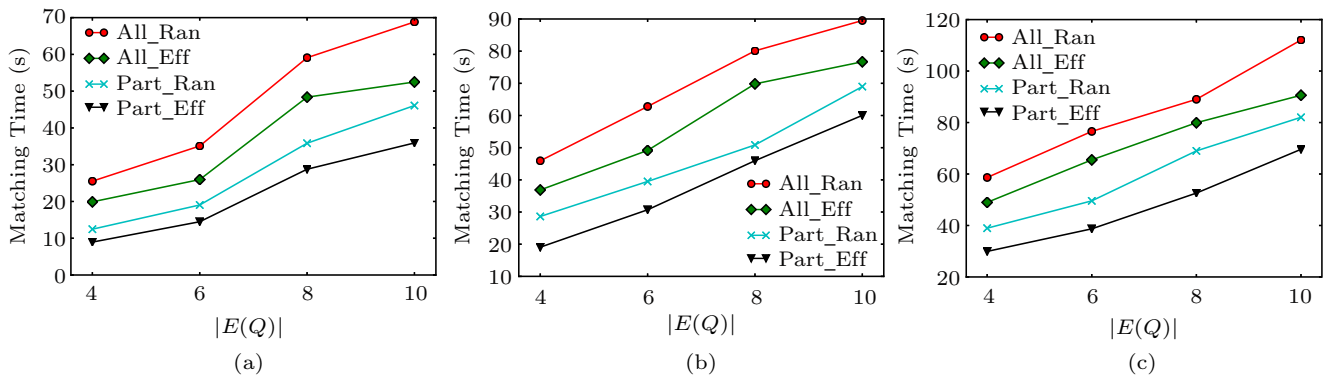 70
60
50
40
30
20
10
0
Matching Time (s)
All_Ran
All_Eff
Part_Ran
Part_Eff
4 6 8 10
|E(Q)|
(a)
90
80
70
60
50
40
30
20
10
Matching Time (s)
All_Ran
All_Eff
Part_Ran
Part_Eff
4 6 8 10
|E(Q)|
(b)
120
100
80
60
40
20
Matching Time (s)
All_Ran
All_Eff
Part_Ran
Part_Eff
4 6 8 10
|E(Q)|
(c)